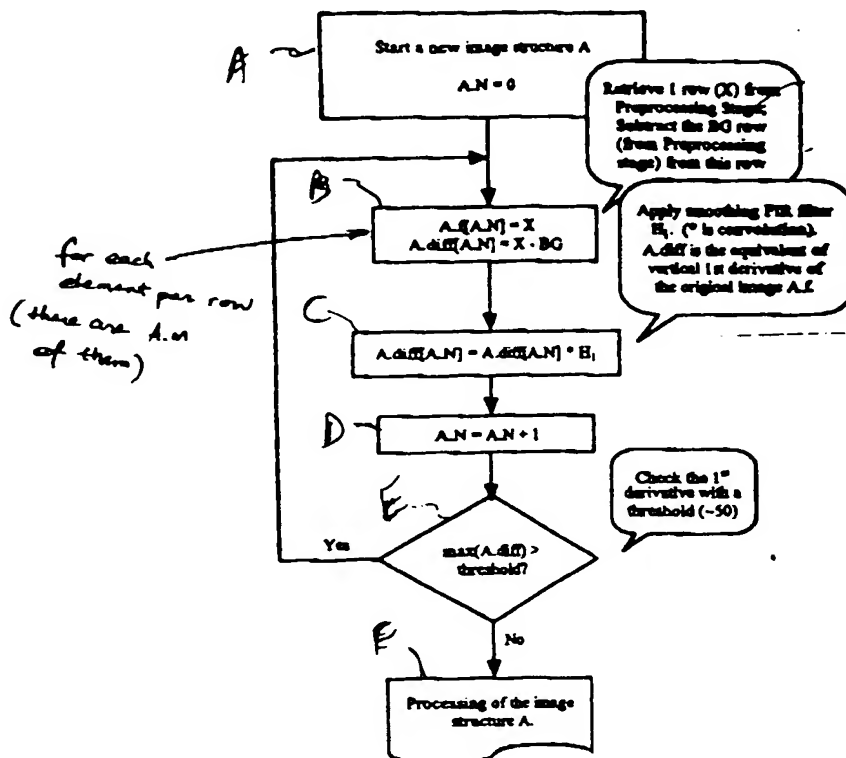 A
Start a new image structure A
A.N = 0
Retrieve 1 row (X) from
Preprocessing Stage;
Subtract the BG row
(from Preprocessing
stage) from this row
B
A.f[A.N] = X
A.diff[A.N] = X - BG
Apply smoothing FIR filter
H₁. (* is convolution).
A.diff is the equivalent of
vertical 1st derivative of
the original image A.f.
for each
element per row
(there are A.M
of them)
C
A.diff[A.N] = A.diff[A.N] * H₁
D
A.N = A.N + 1
E
Check the 1ˢᵗ
derivative with a
threshold (~50)
Yes
max(A.diff) >
threshold?
No
F
Processing of the image
structure A.